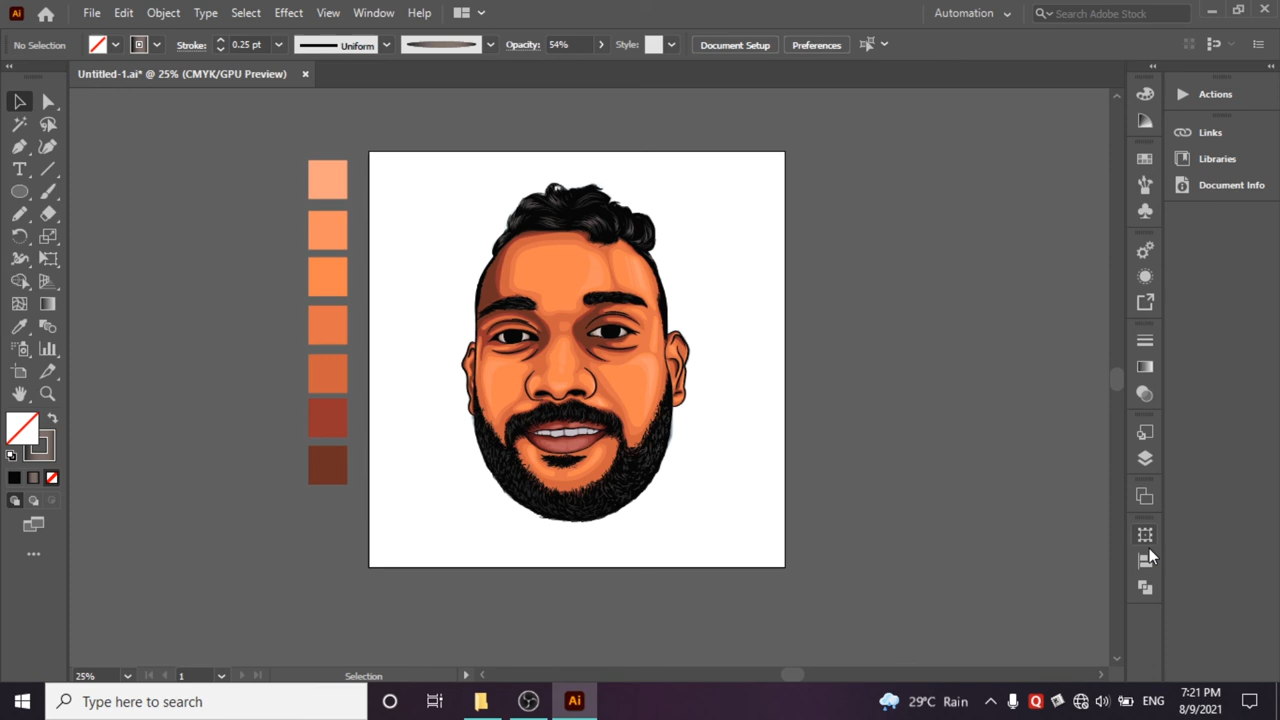 Ai File Edit Object Type Select Effect View Window Help Automation Search Adobe Stock
No Selection Stroke: 0.25 pt Uniform Opacity: 54% Style: Document Setup Preferences
Untitled-1.ai* @ 25% (CMYK/GPU Preview)
Actions
Links
Libraries
Document Info
25% 1 Selection
Type here to search Ai 29°C Rain ENG 7:21 PM
8/9/2021